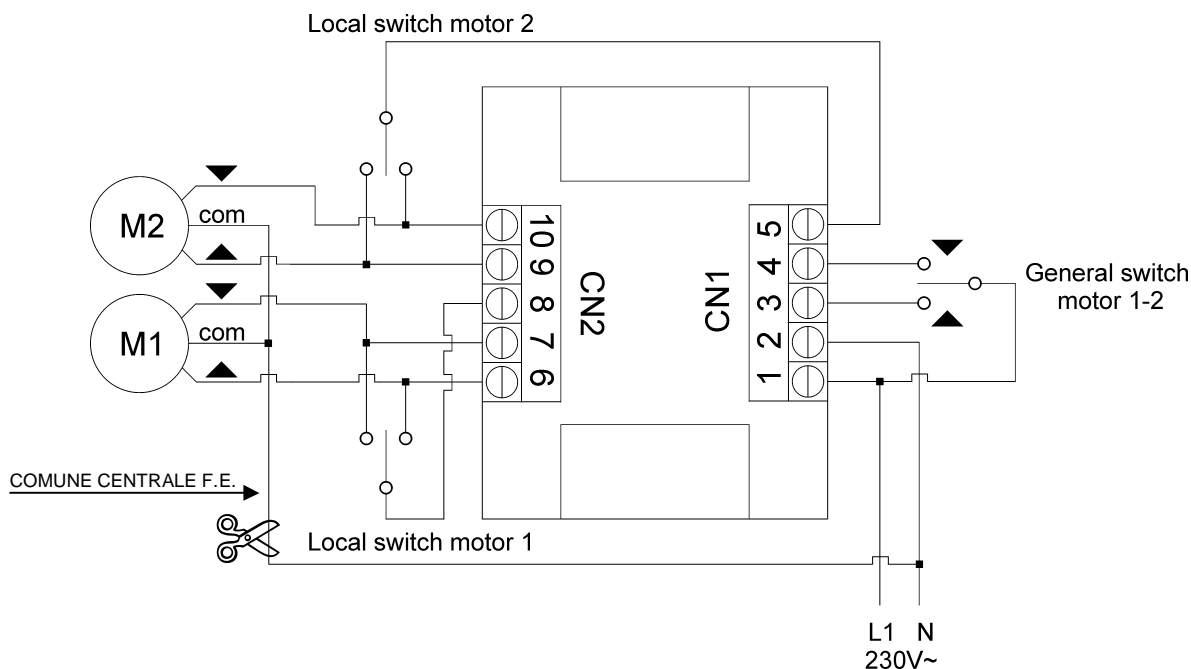 Local switch motor 2
M2
com
10
9
8
7
6
CN2
CN1
5
4
3
2
1
General switch
motor 1-2
M1
com
COMUNE CENTRALE F.E.
Local switch motor 1
L1 N
230V~